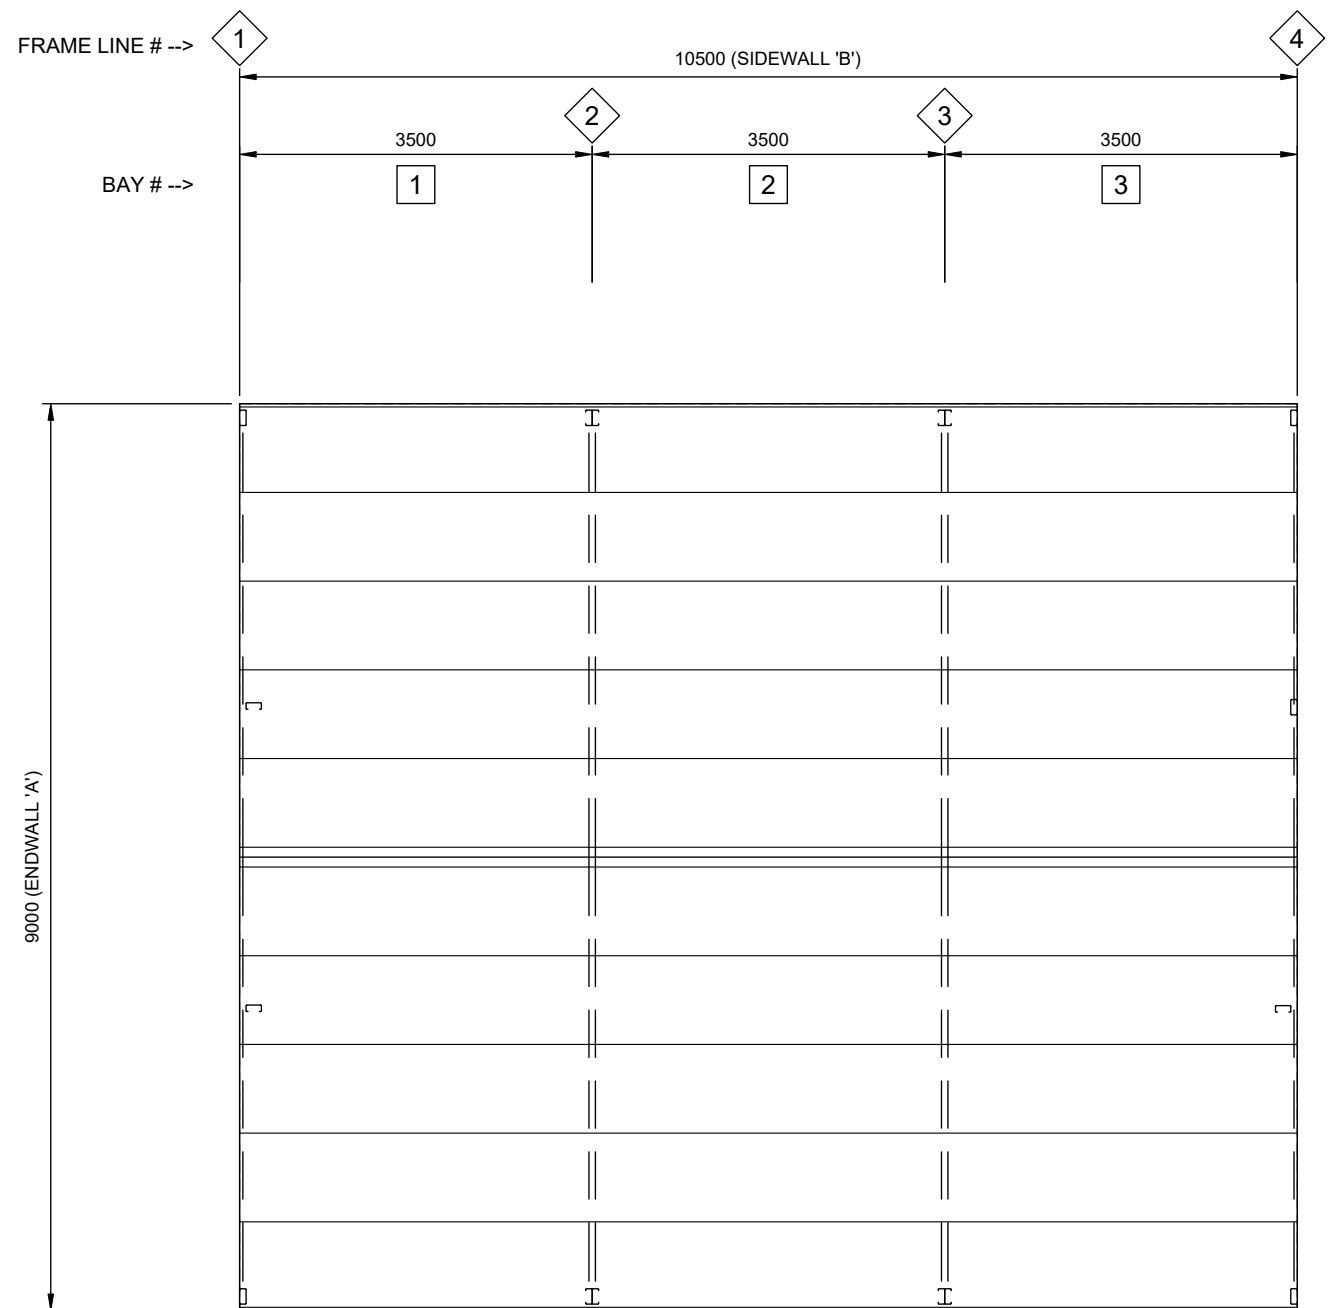 FRAME LINE # -->
1
4
10500 (SIDEWALL 'B')
2
3
3500
3500
3500
BAY # -->
1
2
3
9000 (ENDWALL 'A')